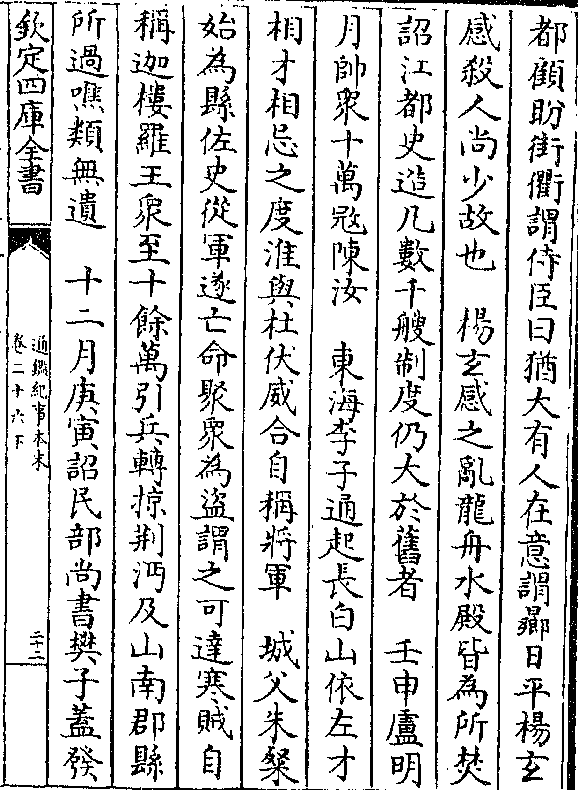 都顧盼街衢謂侍臣曰猶大有人在意謂鄉日平楊玄
感殺人尚少故也　楊玄感之亂龍舟水殿皆為所焚
詔江都史造凡數千艘制度仍大於舊者　壬申盧明
月帥衆十萬宼陳汝　東海李子通起長白山依左才
相才相忌之度淮與杜伏威合自稱將軍　城父朱粲
始為縣佐史從軍遂亡命聚衆為盜謂之可達寒賊自
稱迦樓羅王衆至十餘萬引兵轉掠荆沔及山南郡縣
所過噍類無遺　十二月庚寅詔民部尚書樊子蓋發
欽定四庫全書
通鑑紀事本末
卷二十六下
三十二